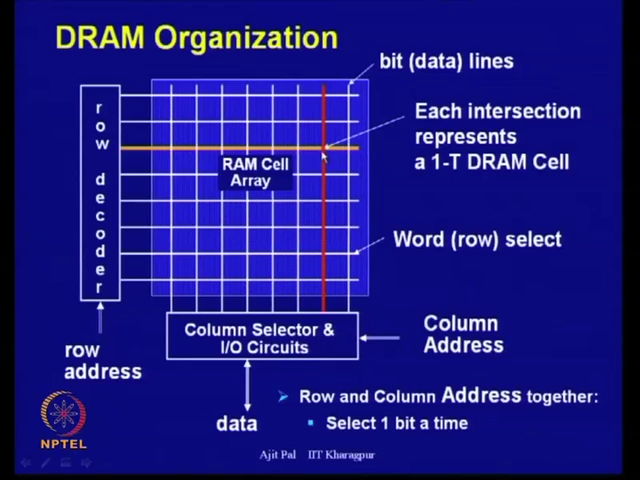 DRAM Organization
bit (data) lines
Each intersection
represents
a 1-T DRAM Cell
row decoder
RAM Cell
Array
Word (row) select
Column Selector &
I/O Circuits
Column
Address
row
address
data
Row and Column Address together:
Select 1 bit a time
NPTEL
Ajit Pal IIT Kharagpur